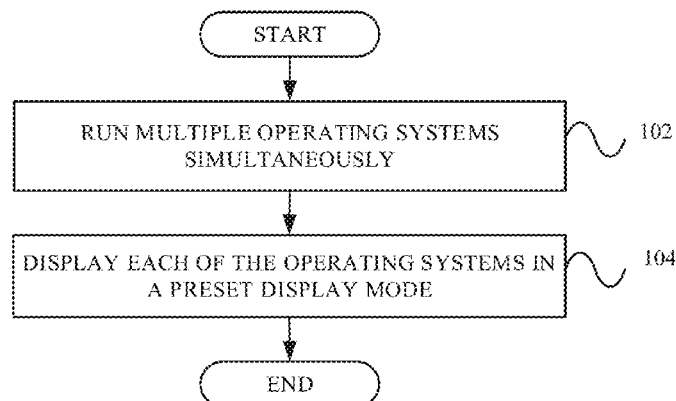 START
RUN MULTIPLE OPERATING SYSTEMS
SIMULTANEOUSLY
102
DISPLAY EACH OF THE OPERATING SYSTEMS IN
A PRESET DISPLAY MODE
104
END